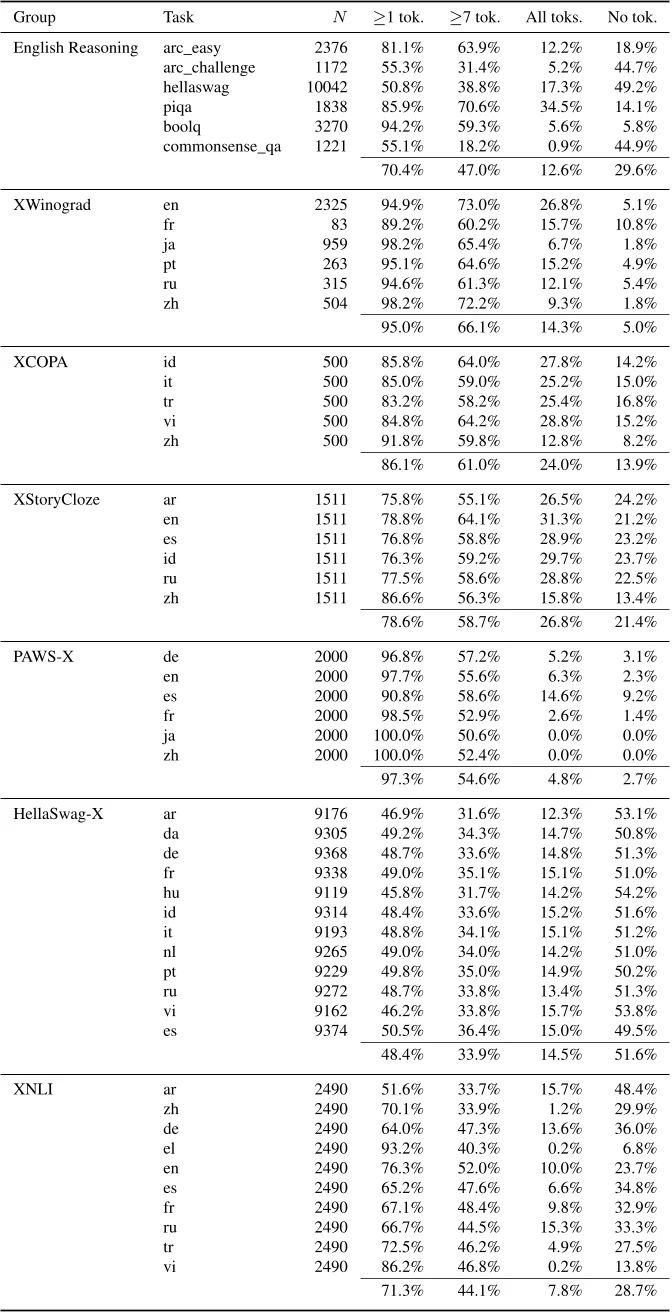 Group Task N ≥1 tok. ≥7 tok. All toks. No tok.
English Reasoning arc_easy 2376 81.1% 63.9% 12.2% 18.9%
arc_challenge 1172 55.3% 31.4% 5.2% 44.7%
hellaswag 10042 50.8% 38.8% 17.3% 49.2%
piqa 1838 85.9% 70.6% 34.5% 14.1%
boolq 3270 94.2% 59.3% 5.6% 5.8%
commonsense_qa 1221 55.1% 18.2% 0.9% 44.9%
70.4% 47.0% 12.6% 29.6%
XWinograd en 2325 94.9% 73.0% 26.8% 5.1%
fr 83 89.2% 60.2% 15.7% 10.8%
ja 959 98.2% 65.4% 6.7% 1.8%
pt 263 95.1% 64.6% 15.2% 4.9%
ru 315 94.6% 61.3% 12.1% 5.4%
zh 504 98.2% 72.2% 9.3% 1.8%
95.0% 66.1% 14.3% 5.0%
XCOPA id 500 85.8% 64.0% 27.8% 14.2%
it 500 85.0% 59.0% 25.2% 15.0%
tr 500 83.2% 58.2% 25.4% 16.8%
vi 500 84.8% 64.2% 28.8% 15.2%
zh 500 91.8% 59.8% 12.8% 8.2%
86.1% 61.0% 24.0% 13.9%
XStoryCloze ar 1511 75.8% 55.1% 26.5% 24.2%
en 1511 78.8% 64.1% 31.3% 21.2%
es 1511 76.8% 58.8% 28.9% 23.2%
id 1511 76.3% 59.2% 29.7% 23.7%
ru 1511 77.5% 58.6% 28.8% 22.5%
zh 1511 86.6% 56.3% 15.8% 13.4%
78.6% 58.7% 26.8% 21.4%
PAWS-X de 2000 96.8% 57.2% 5.2% 3.1%
en 2000 97.7% 55.6% 6.3% 2.3%
es 2000 90.8% 58.6% 14.6% 9.2%
fr 2000 98.5% 52.9% 2.6% 1.4%
ja 2000 100.0% 50.6% 0.0% 0.0%
zh 2000 100.0% 52.4% 0.0% 0.0%
97.3% 54.6% 4.8% 2.7%
HellaSwag-X ar 9176 46.9% 31.6% 12.3% 53.1%
da 9305 49.2% 34.3% 14.7% 50.8%
de 9368 48.7% 33.6% 14.8% 51.3%
fr 9338 49.0% 35.1% 15.1% 51.0%
hu 9119 45.8% 31.7% 14.2% 54.2%
id 9314 48.4% 33.6% 15.2% 51.6%
it 9193 48.8% 34.1% 15.1% 51.2%
nl 9265 49.0% 34.0% 14.2% 51.0%
pt 9229 49.8% 35.0% 14.9% 50.2%
ru 9272 48.7% 33.8% 13.4% 51.3%
vi 9162 46.2% 33.8% 15.7% 53.8%
es 9374 50.5% 36.4% 15.0% 49.5%
48.4% 33.9% 14.5% 51.6%
XNLI ar 2490 51.6% 33.7% 15.7% 48.4%
zh 2490 70.1% 33.9% 1.2% 29.9%
de 2490 64.0% 47.3% 13.6% 36.0%
el 2490 93.2% 40.3% 0.2% 6.8%
en 2490 76.3% 52.0% 10.0% 23.7%
es 2490 65.2% 47.6% 6.6% 34.8%
fr 2490 67.1% 48.4% 9.8% 32.9%
ru 2490 66.7% 44.5% 15.3% 33.3%
tr 2490 72.5% 46.2% 4.9% 27.5%
vi 2490 86.2% 46.8% 0.2% 13.8%
71.3% 44.1% 7.8% 28.7%